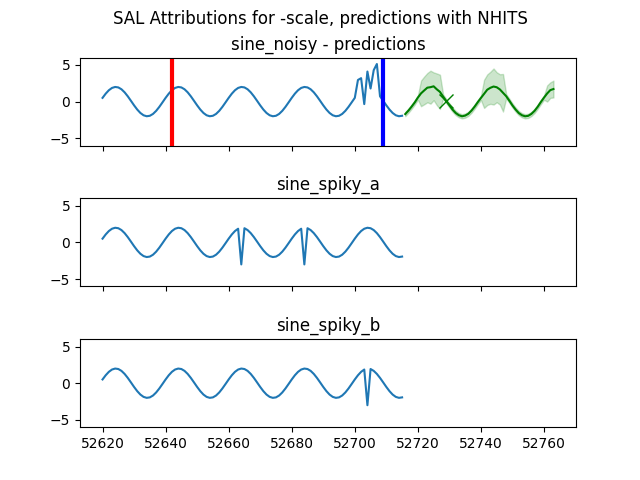 SAL Attributions for -scale, predictions with NHITS
sine_noisy - predictions
5
0
−5
sine_spiky_a
5
0
−5
sine_spiky_b
5
0
−5
52620 52640 52660 52680 52700 52720 52740 52760